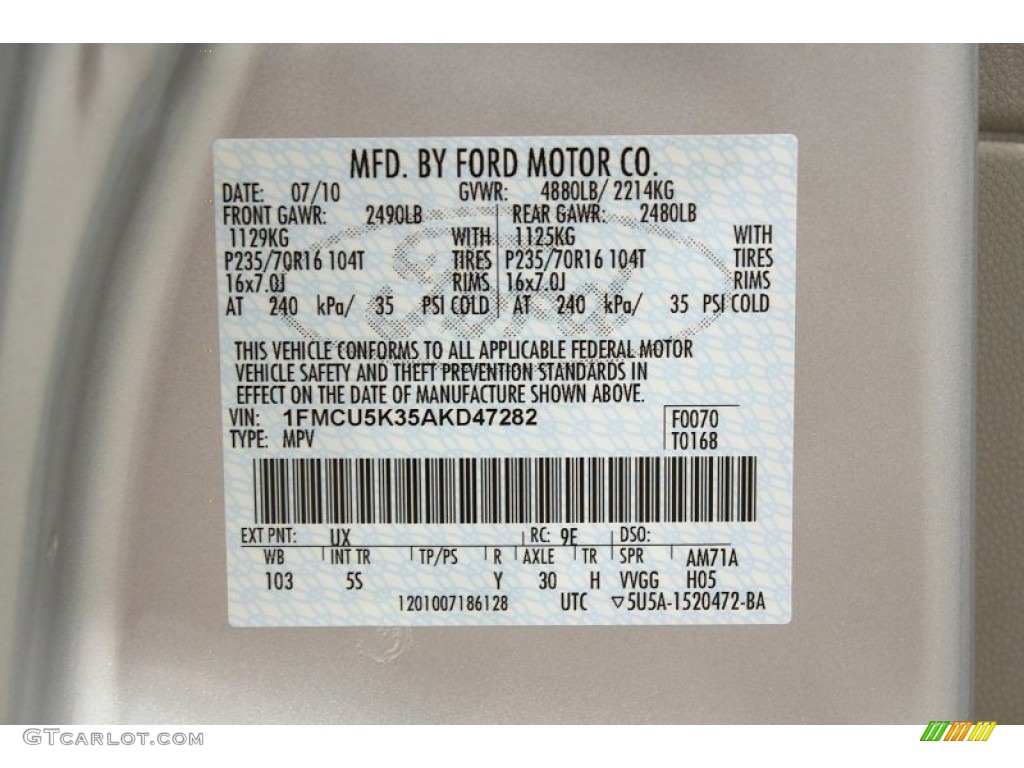 MFD. BY FORD MOTOR CO.
DATE: 07/10 GVWR: 4880LB/ 2214KG
FRONT GAWR: 2490LB REAR GAWR: 2480LB
1129KG WITH 1125KG WITH
P235/70R16 104T TIRES P235/70R16 104T TIRES
16x7.0J RIMS 16x7.0J RIMS
AT 240 kPa/ 35 PSI COLD AT 240 kPa/ 35 PSI COLD
THIS VEHICLE CONFORMS TO ALL APPLICABLE FEDERAL MOTOR
VEHICLE SAFETY AND THEFT PREVENTION STANDARDS IN
EFFECT ON THE DATE OF MANUFACTURE SHOWN ABOVE.
VIN: 1FMCU5K35AKD47282 F0070
TYPE: MPV T0168
EXT PNT: UX RC: 9E DSO:
WB INT TR TP/PS R AXLE TR SPR AM71A
103 5S Y 30 H VVGG H05
1201007186128 UTC ▽5U5A-1520472-BA
GTCARLOT.COM